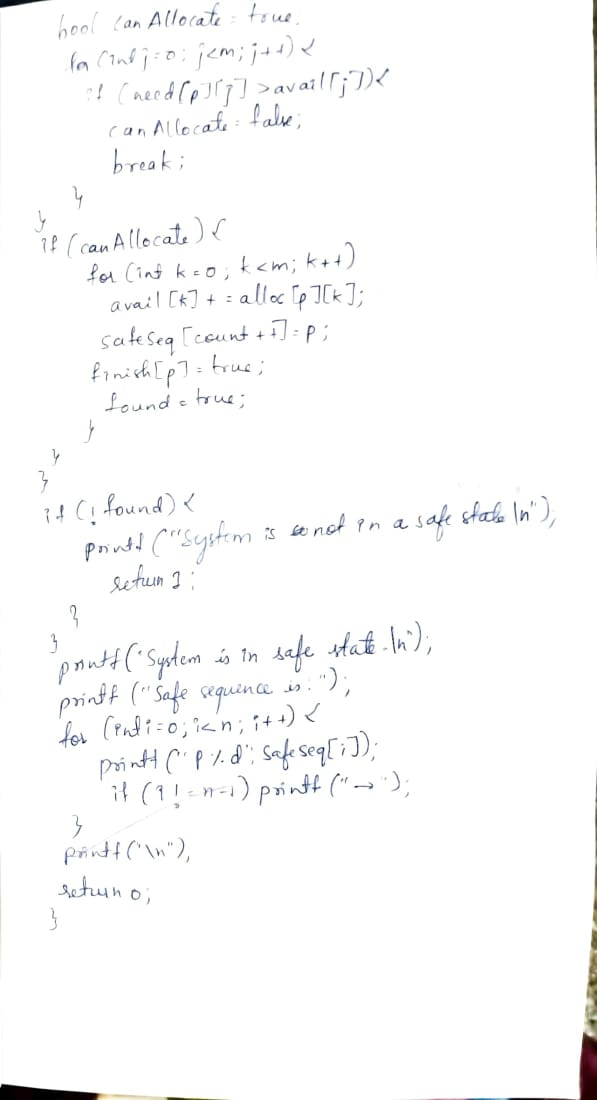 bool canAllocate = true.
for (int j=0; j<m; j++) {
if (need[p][j] > avail[j]) {
canAllocate = false;
break;
}
}
if (canAllocate) {
for (int k=0; k<m; k++)
avail[k] += alloc[p][k];
safeseq[count++]=p;
finish[p] = true;
found = true;
}
}
}
if (! found) {
printf ("System is not in a safe state \n");
return 1;
}
}
printf("System is in safe state.\n");
printf ("Safe sequence is: ");
for (int i=0; i<n; i++) {
printf ("P%d", safeseq[i]);
if (i != n-1) printf ("→");
}
printf("\n"),
return 0;
}